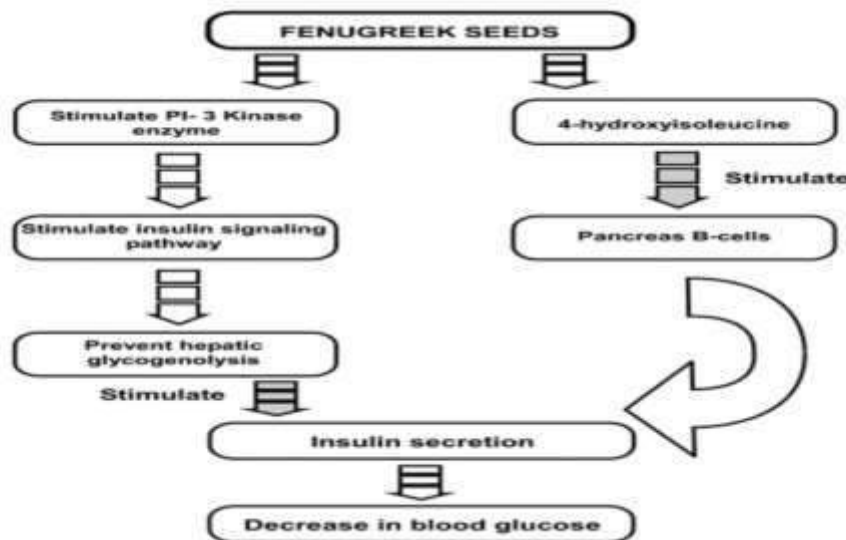 FENUGREEK SEEDS
Stimulate PI- 3 Kinase
enzyme
4-hydroxyisoleucine
Stimulate
Stimulate insulin signaling
pathway
Pancreas B-cells
Prevent hepatic
glycogenolysis
Stimulate
Insulin secretion
Decrease in blood glucose